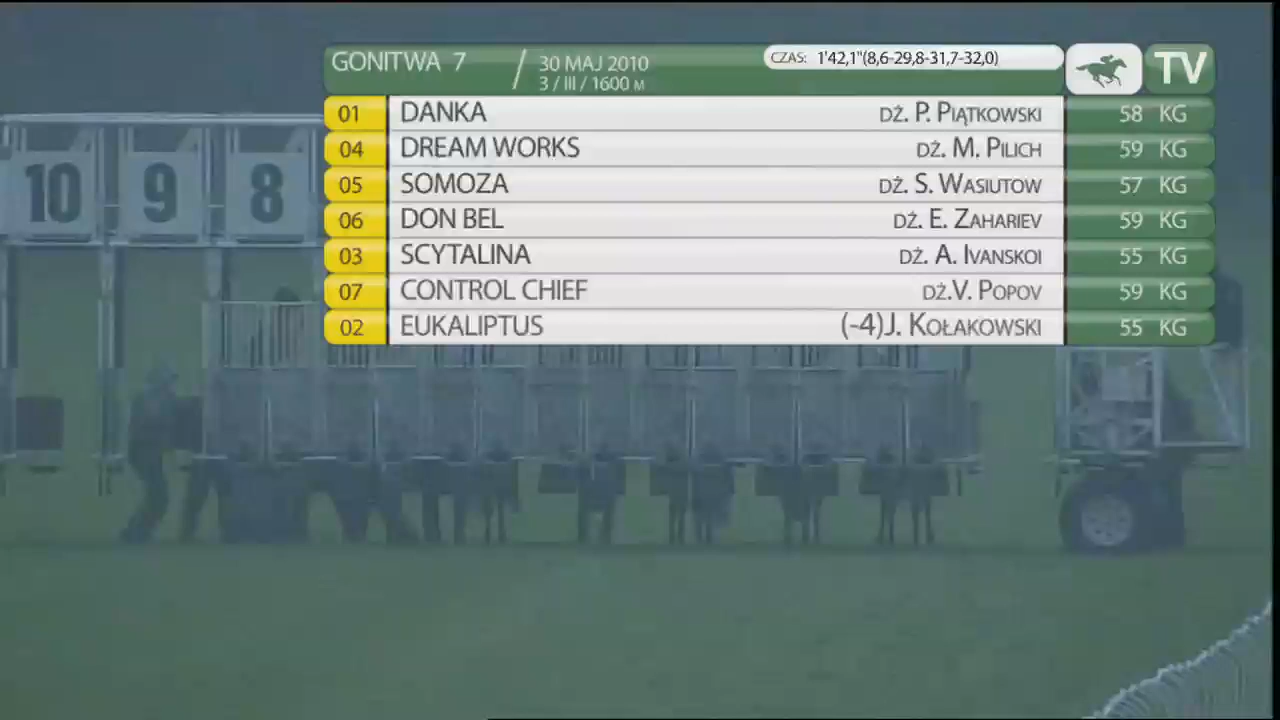 GONITWA 7 / 30 MAJ 2010 CZAS: 1'42,1"(8,6-29,8-31,7-32,0) TV
3 / III / 1600 M
01 DANKA DŻ. P. PIĄTKOWSKI 58 KG
04 DREAM WORKS DŻ. M. PILICH 59 KG
05 SOMOZA DŻ. S. WASIUTOW 57 KG
06 DON BEL DŻ. E. ZAHARIEV 59 KG
03 SCYTALINA DŻ. A. IVANSKOI 55 KG
07 CONTROL CHIEF DŻ.V. POPOV 59 KG
02 EUKALIPTUS (-4)J. KOŁAKOWSKI 55 KG
10 9 8